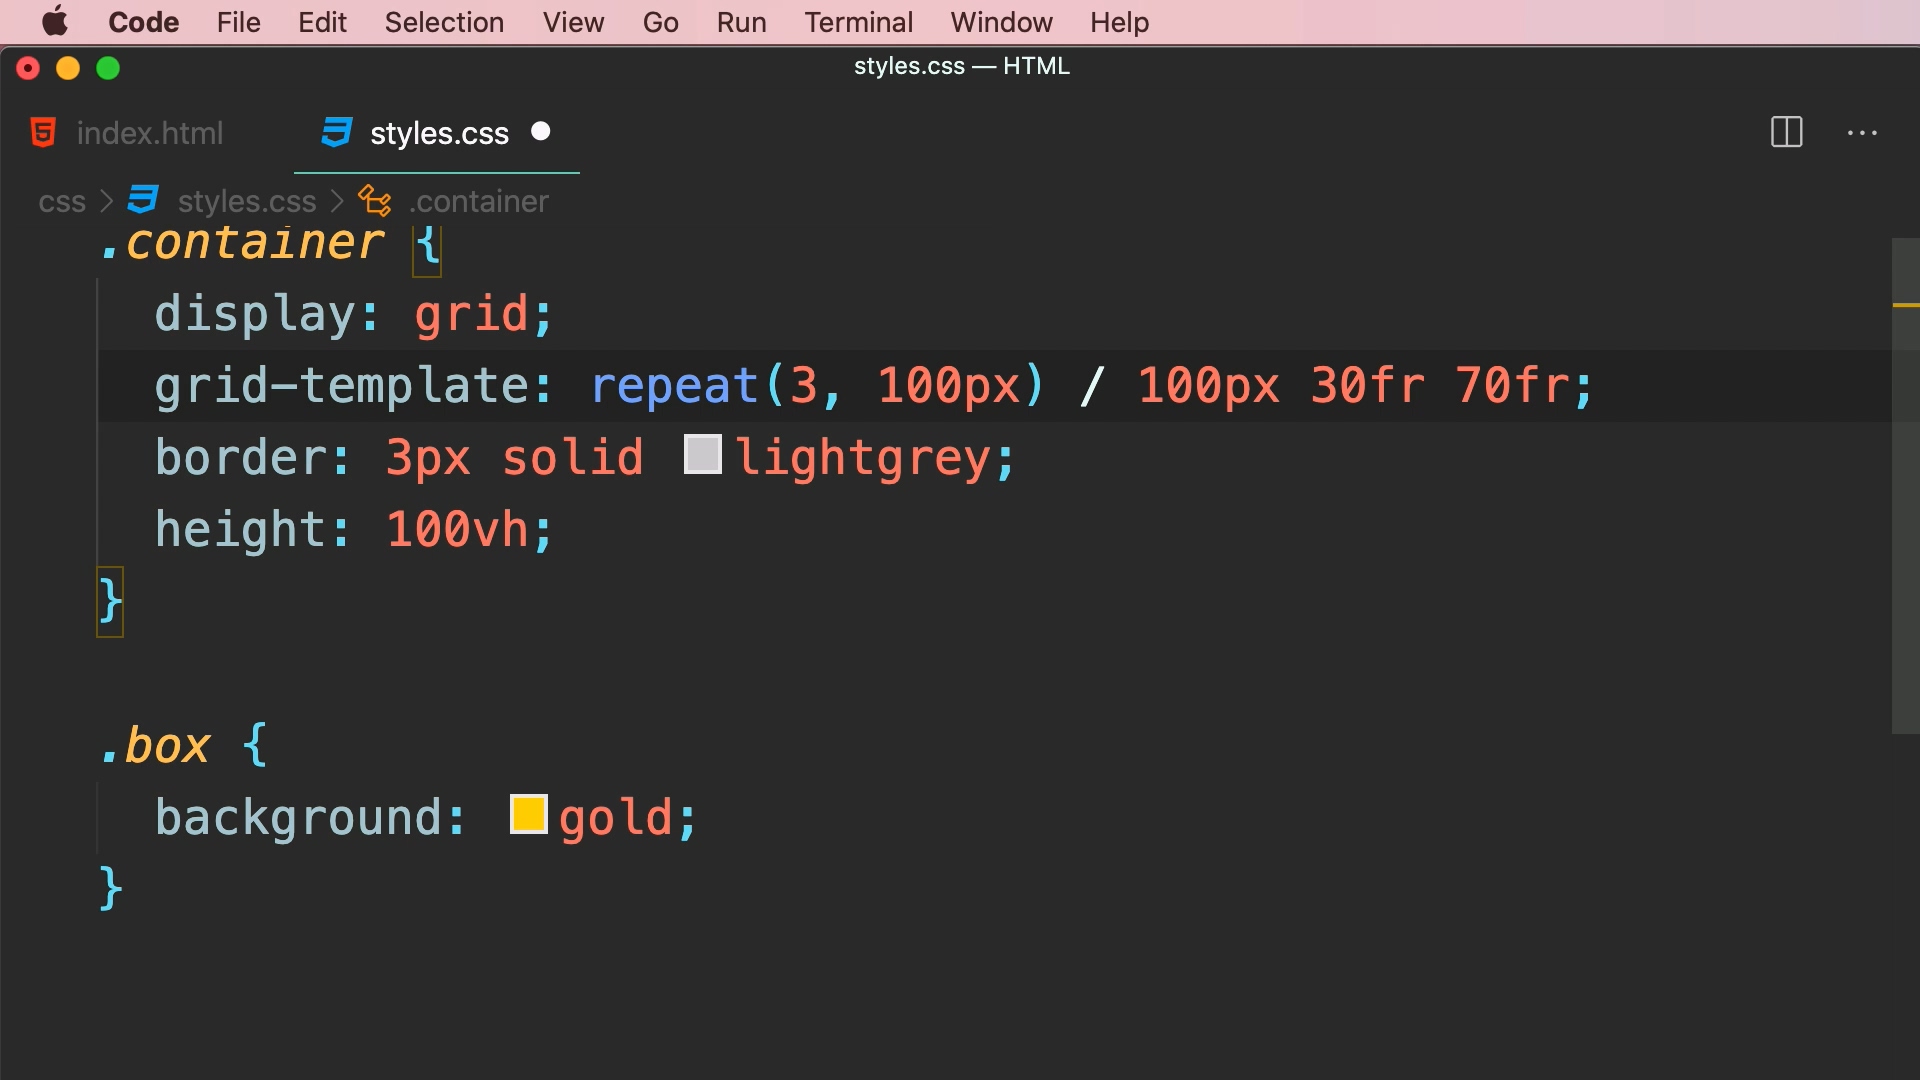 Code File Edit Selection View Go Run Terminal Window Help
styles.css — HTML
index.html styles.css
css > styles.css > .container
.container {
display: grid;
grid-template: repeat(3, 100px) / 100px 30fr 70fr;
border: 3px solid lightgrey;
height: 100vh;
}
.box {
background: gold;
}